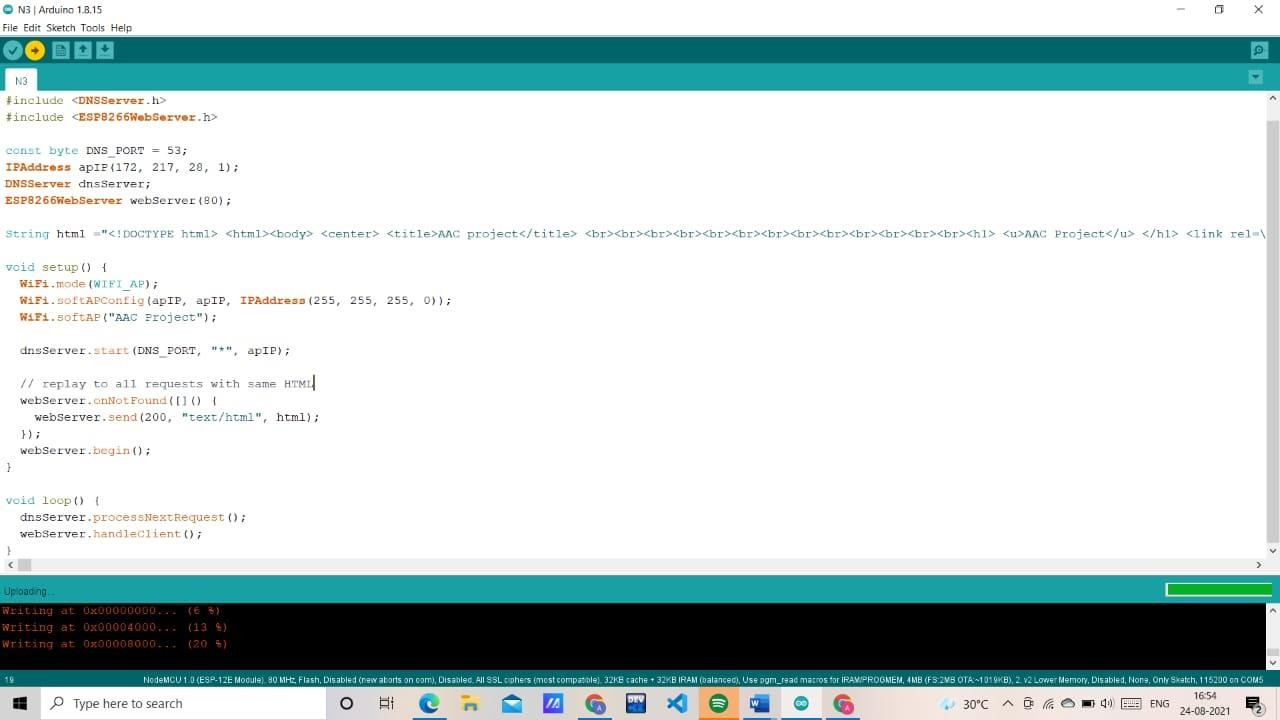 N3 | Arduino 1.8.15
File Edit Sketch Tools Help
N3
#include <DNSServer.h>
#include <ESP8266WebServer.h>
const byte DNS_PORT = 53;
IPAddress apIP(172, 217, 28, 1);
DNSServer dnsServer;
ESP8266WebServer webServer(80);
String html ="<!DOCTYPE html> <html><body> <center> <title>AAC project</title> <br><br><br><br><br><br><br><br><br><br><br><br><br><h1> <u>AAC Project</u> </h1> <link rel=\
void setup() {
WiFi.mode(WIFI_AP);
WiFi.softAPConfig(apIP, apIP, IPAddress(255, 255, 255, 0));
WiFi.softAP("AAC Project");
dnsServer.start(DNS_PORT, "*", apIP);
// replay to all requests with same HTML
webServer.onNotFound([]() {
webServer.send(200, "text/html", html);
});
webServer.begin();
}
void loop() {
dnsServer.processNextRequest();
webServer.handleClient();
}
Uploading...
Writing at 0x00000000... (6 %)
Writing at 0x00004000... (13 %)
Writing at 0x00008000... (20 %)
19 NodeMCU 1.0 (ESP-12E Module), 80 MHz, Flash, Disabled (new aborts on oom), Disabled, All SSL ciphers (most compatible), 32KB cache + 32KB IRAM (balanced), Use pgm_read macros for IRAM/PROGMEM, 4MB (FS:2MB OTA:~1019KB), 2, v2 Lower Memory, Disabled, None, Only Sketch, 115200 on COM5
Type here to search
DEV
30°C
ENG
16:54
24-08-2021
2